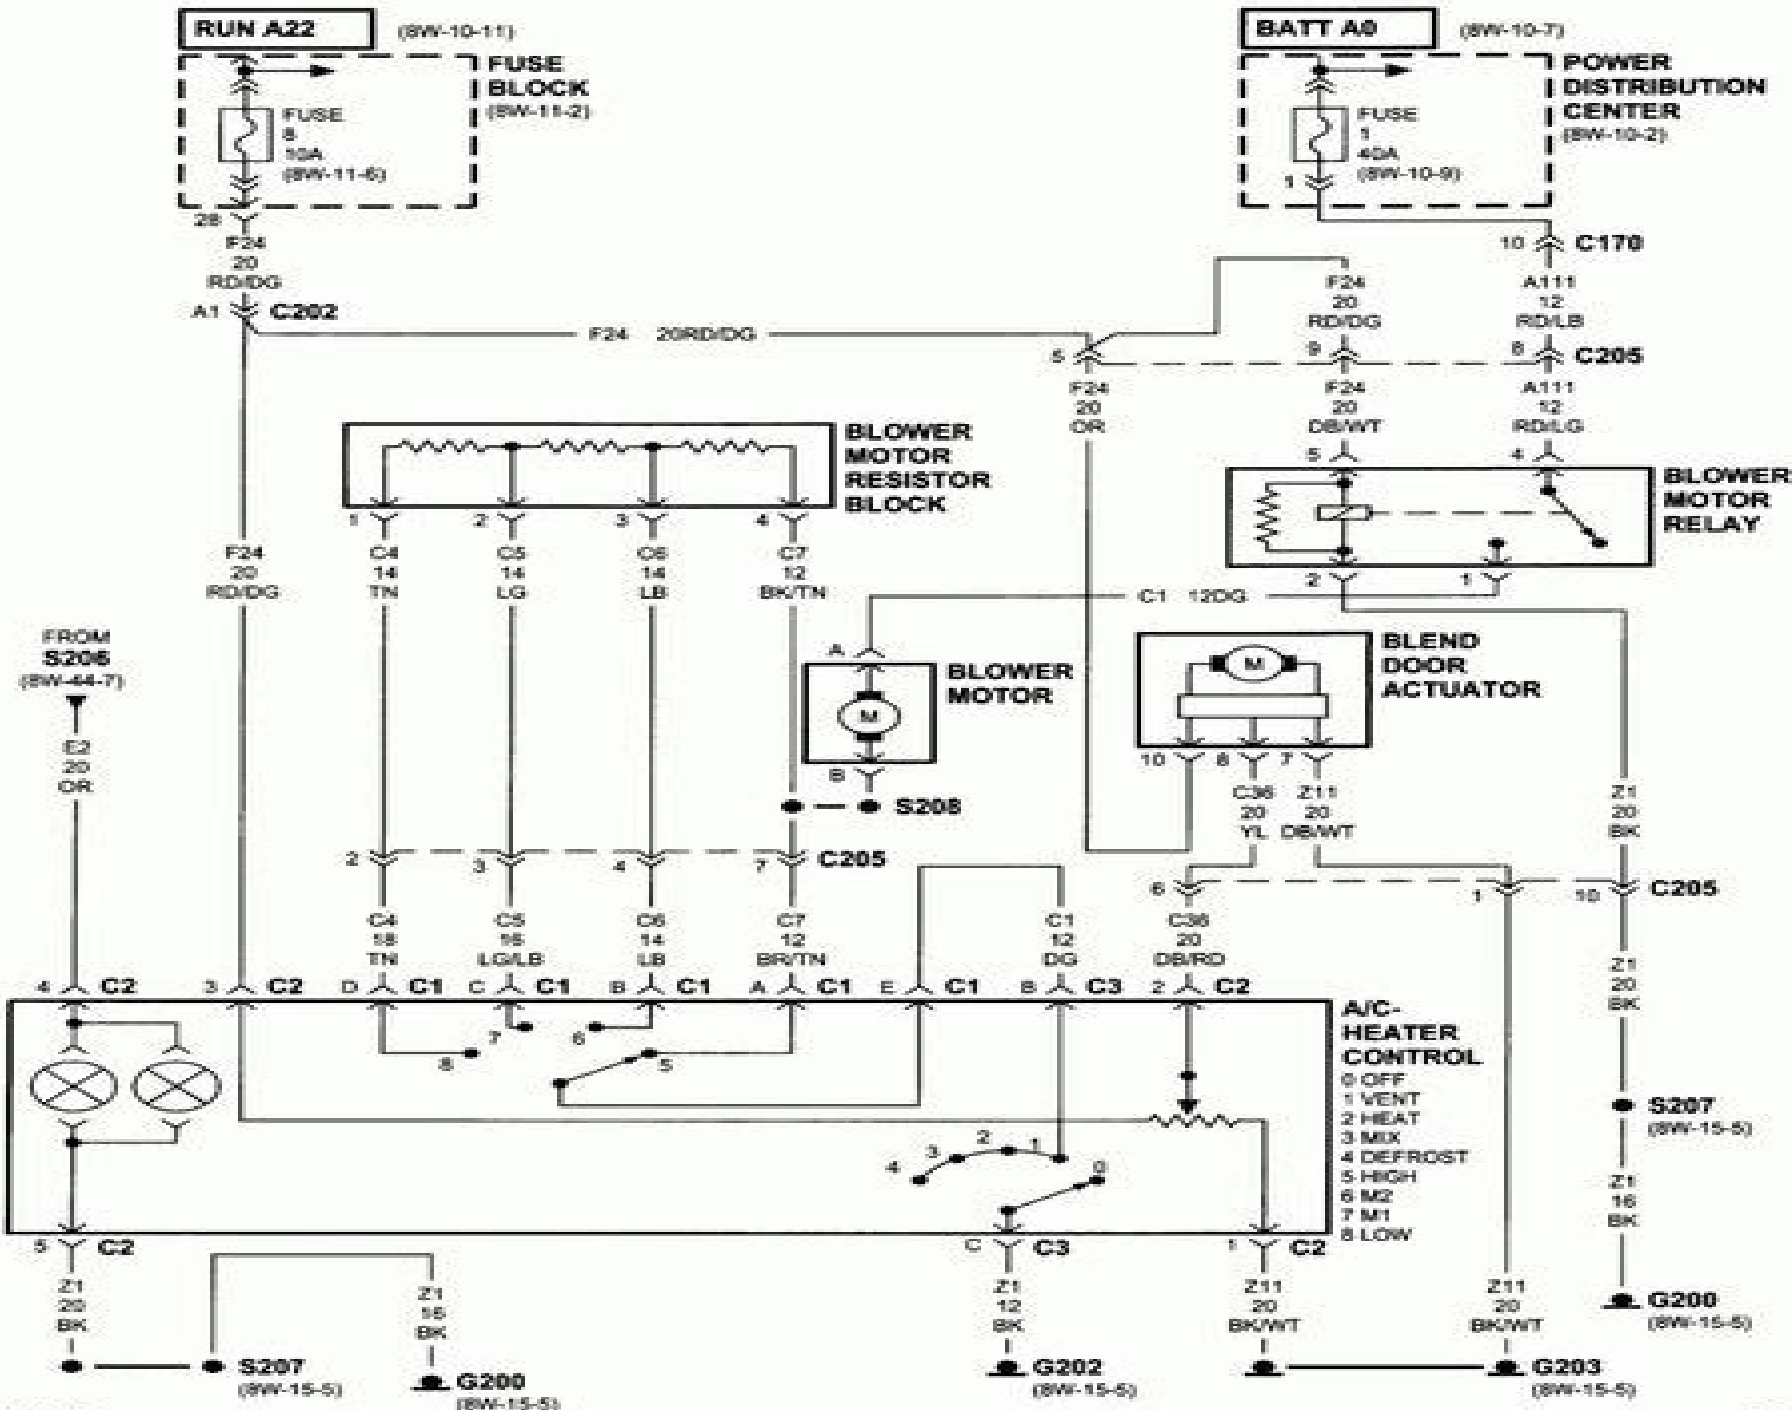 RUN A22 (8W-10-11)
FUSE
BLOCK
(8W-11-2)
FUSE
8
10A
(8W-11-6)
28
F24
20
RD/DG
A1 C202
BATT A0 (8W-10-7)
POWER
DISTRIBUTION
CENTER
(8W-10-2)
FUSE
1
40A
(8W-10-9)
1
10 C170
F24
20
RD/DG
A111
12
RD/LB
F24 20RD/DG
5 9 8 C205
F24
20
OR
F24
20
DB/WT
A111
12
RD/LG
5 4
BLOWER
MOTOR
RESISTOR
BLOCK
BLOWER
MOTOR
RELAY
1 2 3 4
F24
20
RD/DG
C4
14
TN
C5
14
LG
C6
14
LB
C7
12
BK/TN
2 1
C1 12DG
FROM
S206
(8W-44-7)
E2
20
OR
A
M
BLOWER
MOTOR
B
S208
M
BLEND
DOOR
ACTUATOR
10 8 7
C36
20
YL
Z11
20
DB/WT
Z1
20
BK
2 3 4 7 C205
6 1 10 C205
C4
18
TN
C5
16
LG/LB
C6
14
LB
C7
12
BR/TN
C1
12
DG
C36
20
DB/RD
Z1
20
BK
4 C2 3 C2 D C1 C C1 B C1 A C1 E C1 B C3 2 C2
7 6
8 5
A/C-
HEATER
CONTROL
0 OFF
1 VENT
2 HEAT
3 MIX
4 DEFROST
5 HIGH
6 M2
7 M1
8 LOW
4 3 2 1 0
S207
(8W-15-5)
Z1
16
BK
5 C2 C C3 1 C2
Z1
20
BK
Z1
16
BK
Z1
12
BK
Z11
20
BK/WT
Z11
20
BK/WT
G200
(8W-15-5)
S207
(8W-15-5)
G200
(8W-15-5)
G202
(8W-15-5)
G203
(8W-15-5)